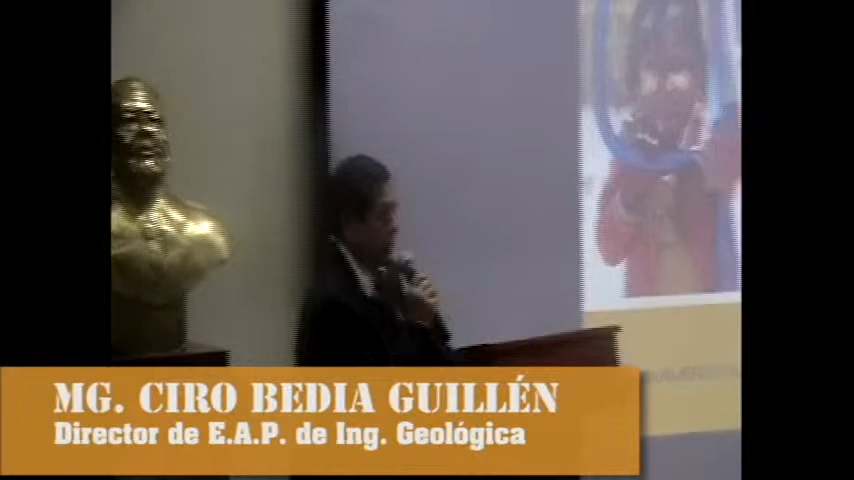 MG. CIRO BEDIA GUILLÉN
Director de E.A.P. de Ing. Geológica